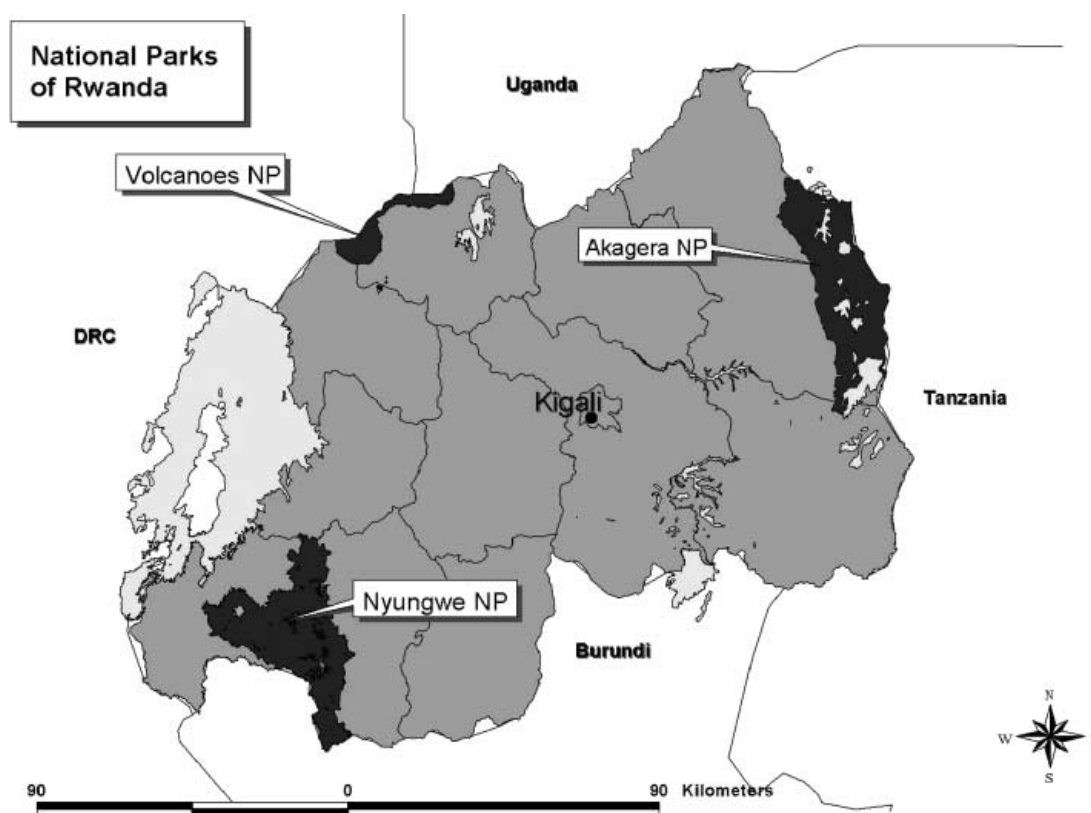 National Parks
of Rwanda
Uganda
Volcanoes NP
Akagera NP
DRC
Kigali
Tanzania
Nyungwe NP
Burundi
N
W
S
90 0 90 Kilometers